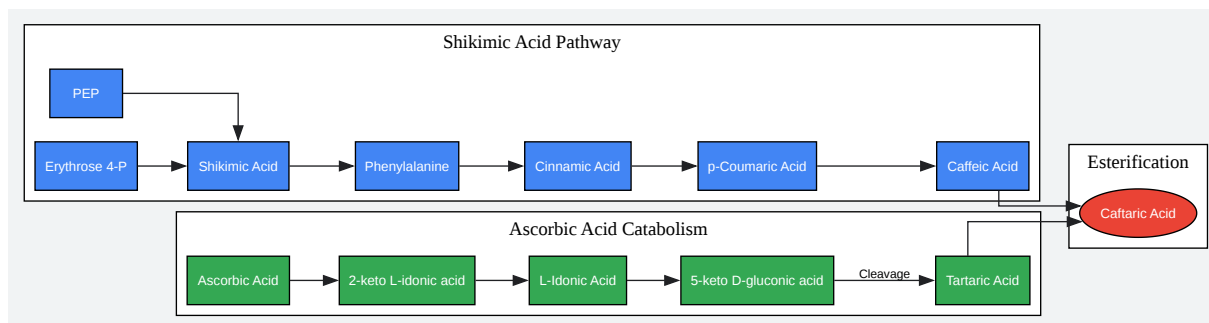 Shikimic Acid Pathway
PEP
Erythrose 4-P
Shikimic Acid
Phenylalanine
Cinnamic Acid
p-Coumaric Acid
Caffeic Acid
Esterification
Caftaric Acid
Ascorbic Acid Catabolism
Ascorbic Acid
2-keto L-idonic acid
L-Idonic Acid
5-keto D-gluconic acid
Cleavage
Tartaric Acid